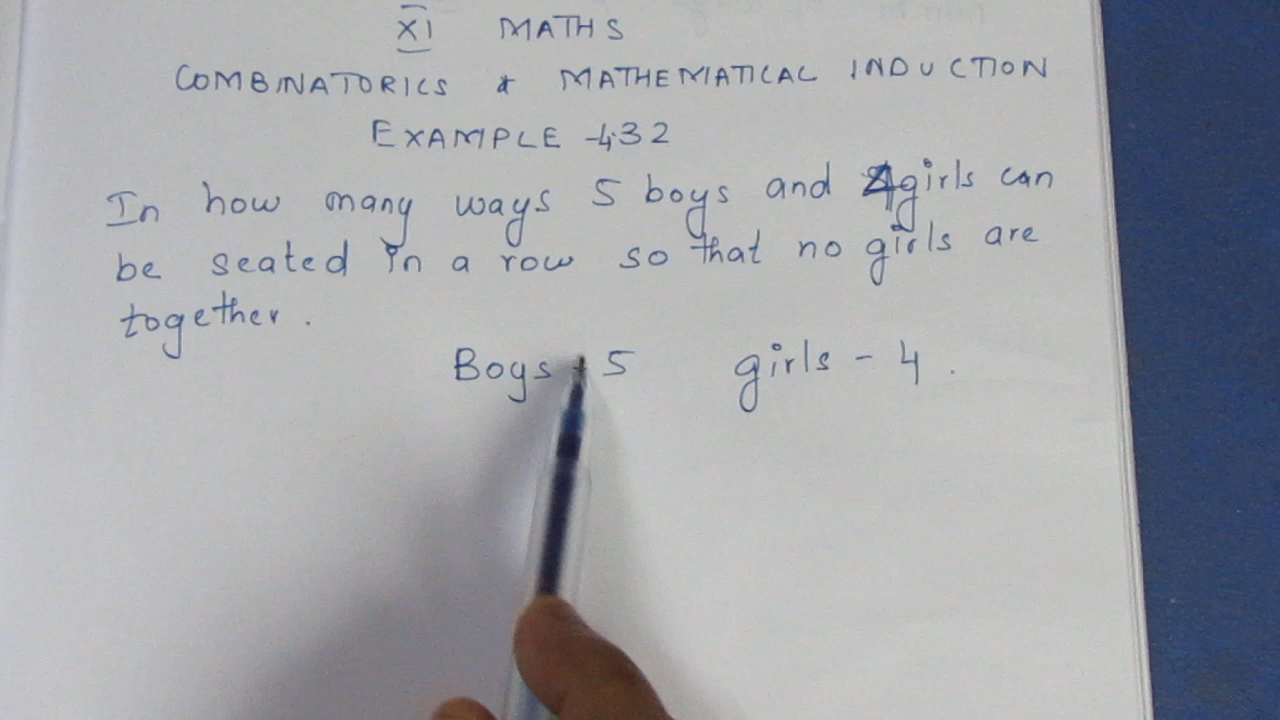 XI MATHS
COMBINATORICS & MATHEMATICAL INDUCTION
EXAMPLE - 4.32
In how many ways 5 boys and 4 girls can
be seated in a row so that no girls are
together.
Boys - 5 girls - 4.